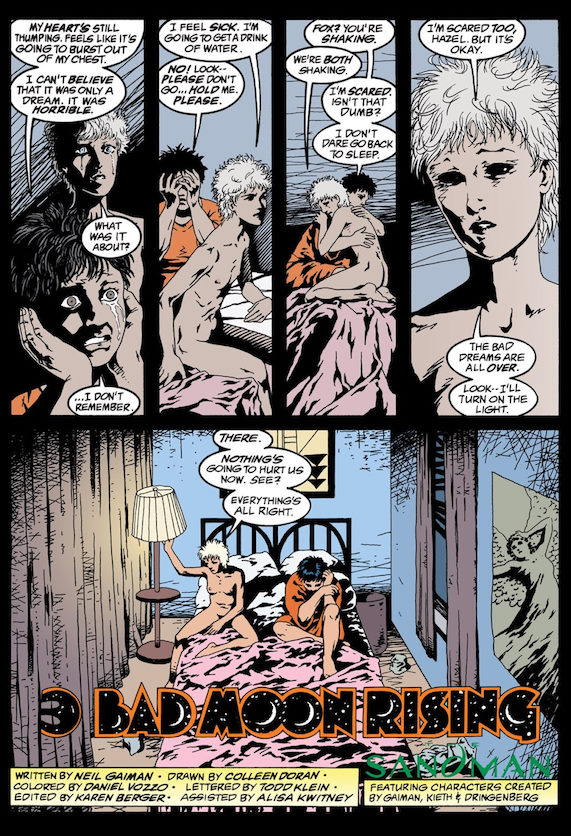 MY HEART'S STILL
THUMPING. FEELS LIKE IT'S
GOING TO BURST OUT
OF MY CHEST.
I CAN'T BELIEVE
THAT IT WAS ONLY A
DREAM. IT WAS
HORRIBLE.
WHAT
WAS IT
ABOUT?
...I DON'T
REMEMBER.
I FEEL SICK. I'M
GOING TO GET A DRINK
OF WATER.
NO! LOOK--
PLEASE DON'T
GO... HOLD ME.
PLEASE.
FOX? YOU'RE
SHAKING.
WE'RE BOTH
SHAKING.
I'M SCARED.
ISN'T THAT
DUMB?
I DON'T
DARE GO BACK
TO SLEEP.
I'M SCARED TOO,
HAZEL. BUT IT'S
OKAY.
THE BAD
DREAMS ARE
ALL OVER.
LOOK--I'LL
TURN ON THE
LIGHT.
THERE.
NOTHING'S
GOING TO HURT US
NOW. SEE?
EVERYTHING'S
ALL RIGHT.
3 BAD MOON RISING
SANDMAN
WRITTEN BY NEIL GAIMAN • DRAWN BY COLLEEN DORAN •
COLORED BY DANIEL VOZZO • LETTERED BY TODD KLEIN •
EDITED BY KAREN BERGER • ASSISTED BY ALISA KWITNEY
FEATURING CHARACTERS CREATED
BY GAIMAN, KIETH & DRINGENBERG